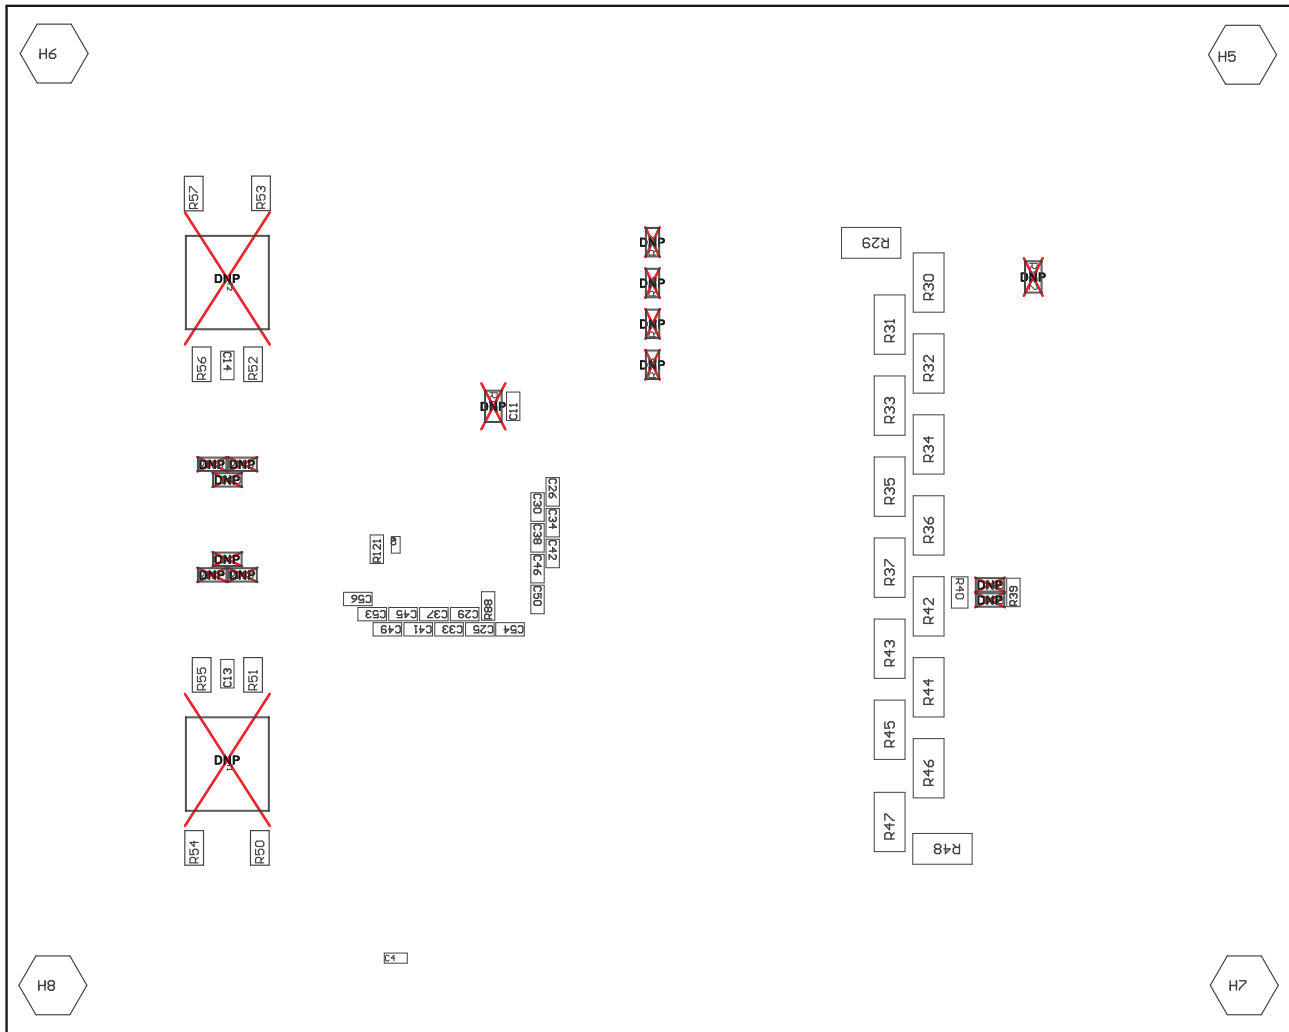 H6
H5
R57
R53
DNP
R56
C14
R52
DNP
DNP
DNP
DNP
R29
R30
DNP
R31
R32
R33
R34
R35
R36
R37
R42
R40
DNP
DNP
R39
R43
R44
R45
R46
R47
R48
DNP
C11
DNP
DNP
DNP
DNP
DNP
DNP
C26
C30
C34
C38
C42
C46
C50
R121
C56
C53
C45
C37
C29
R88
C49
C41
C33
C25
C54
R55
C13
R51
DNP
R54
R50
C4
H8
H7